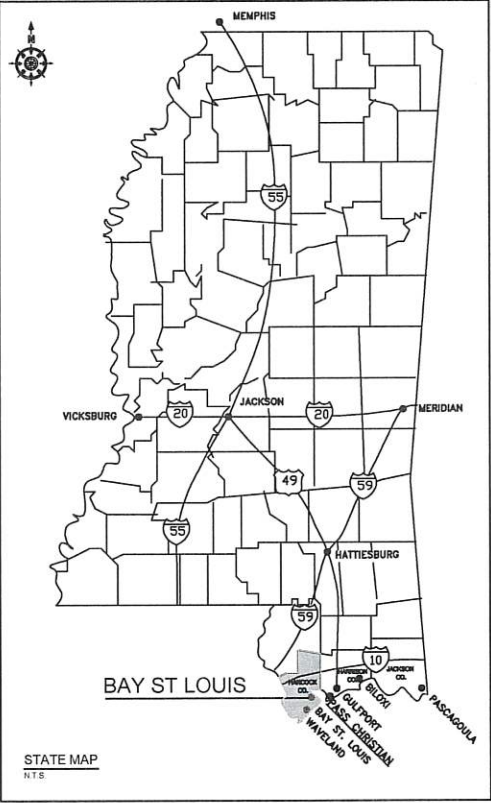 MEMPHIS
N
55
JACKSON
VICKSBURG
20
20
MERIDIAN
49
59
55
HATTIESBURG
59
10
HANCOCK
CO.
HARRISON
CO.
JACKSON
CO.
BAY ST LOUIS
BILOXI
GULFPORT
PASS CHRISTIAN
BAY ST. LOUIS
WAVELAND
PASCAGOULA
STATE MAP
N.T.S.